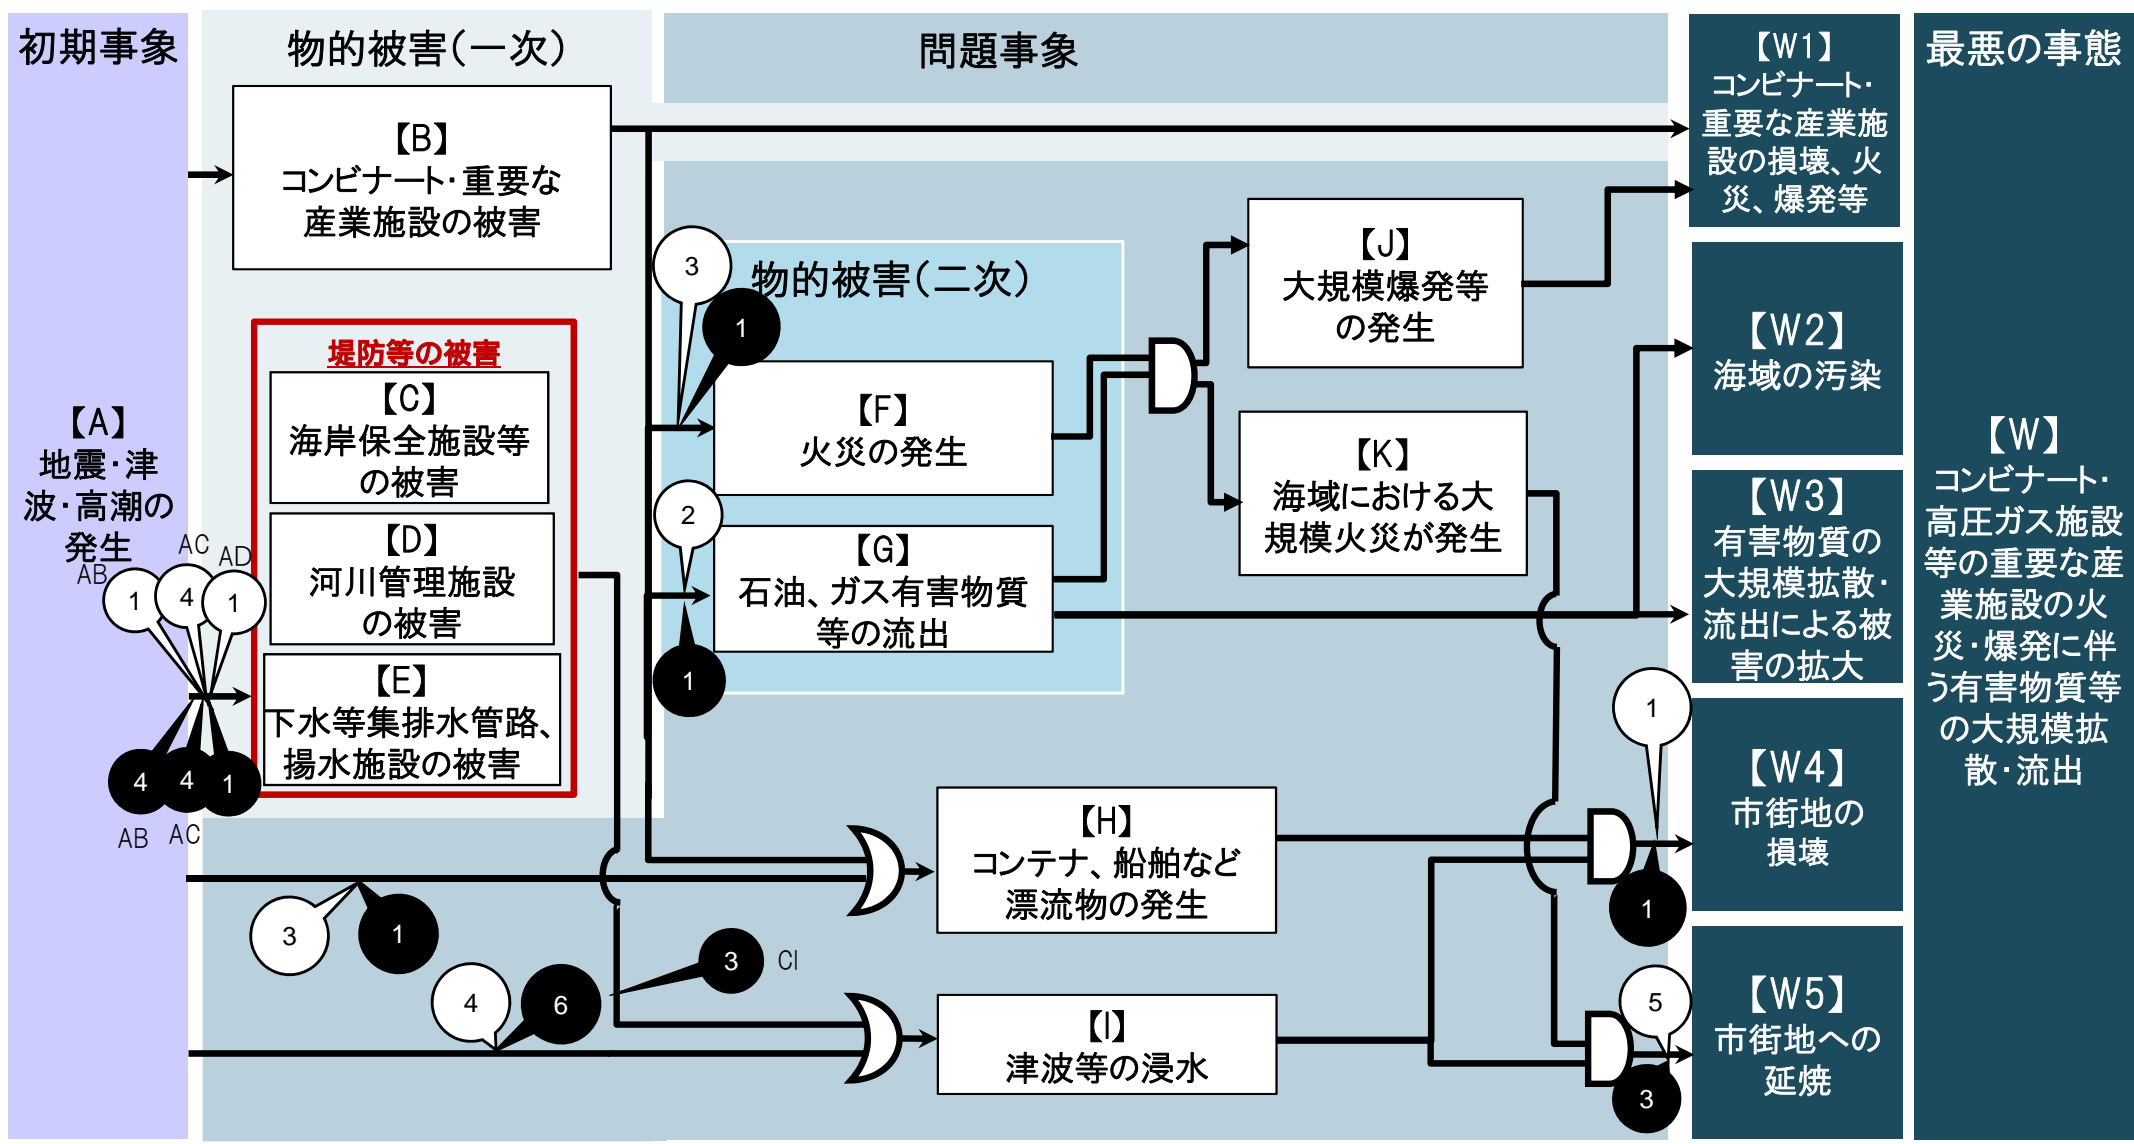 初期事象
物的被害（一次）
問題事象
最悪の事態
【A】
地震・津
波・高潮の
発生
【B】
コンビナート・重要な
産業施設の被害
堤防等の被害
【C】
海岸保全施設等
の被害
【D】
河川管理施設
の被害
【E】
下水等集排水管路、
揚水施設の被害
AB
AC
AD
1
4
1
4
4
1
AB
AC
物的被害（二次）
3
1
【F】
火災の発生
2
1
【G】
石油、ガス有害物質
等の流出
【J】
大規模爆発等
の発生
【K】
海域における大
規模火災が発生
【H】
コンテナ、船舶など
漂流物の発生
3
1
3
CI
4
6
【I】
津波等の浸水
1
1
5
3
【W1】
コンビナート・
重要な産業施
設の損壊、火
災、爆発等
【W2】
海域の汚染
【W3】
有害物質の
大規模拡散・
流出による被
害の拡大
【W4】
市街地の
損壊
【W5】
市街地への
延焼
【W】
コンビナート・
高圧ガス施設
等の重要な産
業施設の火
災・爆発に伴
う有害物質等
の大規模拡
散・流出